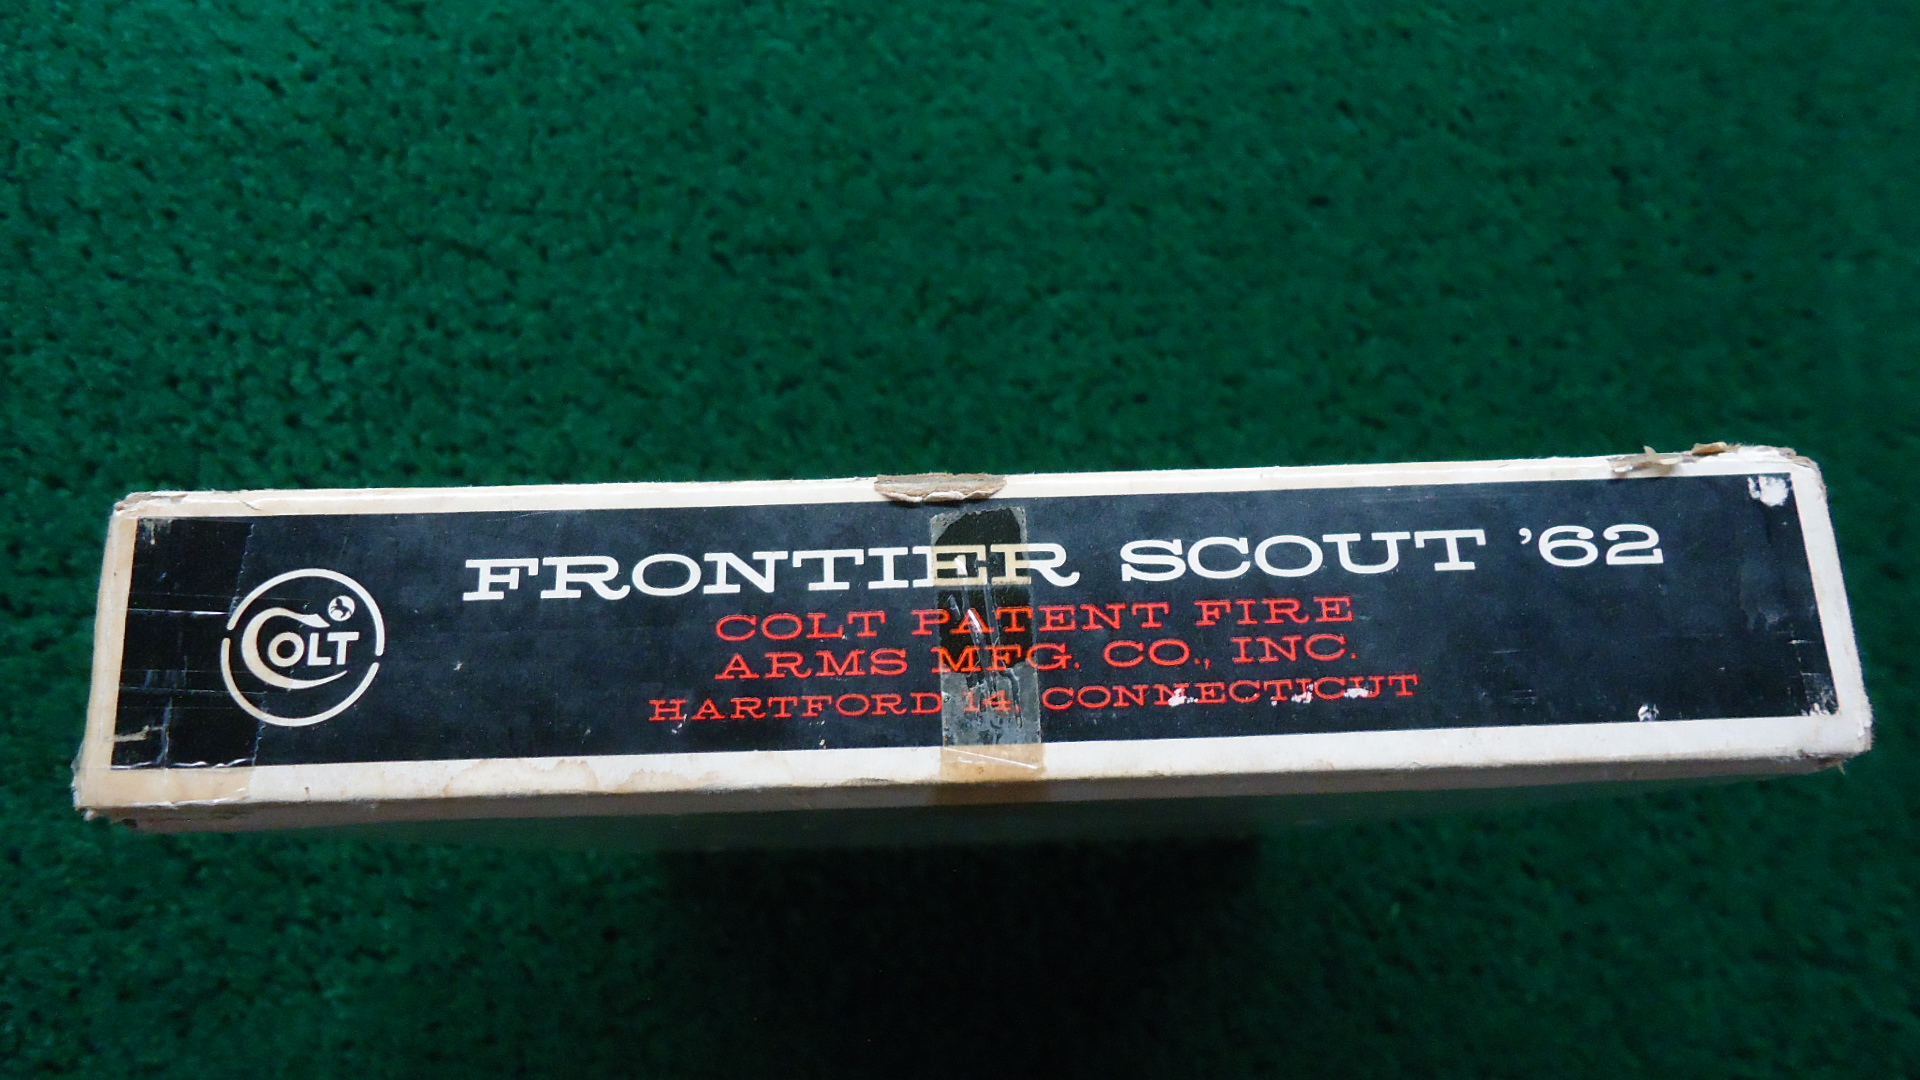 COLT
FRONTIER SCOUT '62
COLT PATENT FIRE
ARMS MFG. CO., INC.
HARTFORD 14, CONNECTICUT